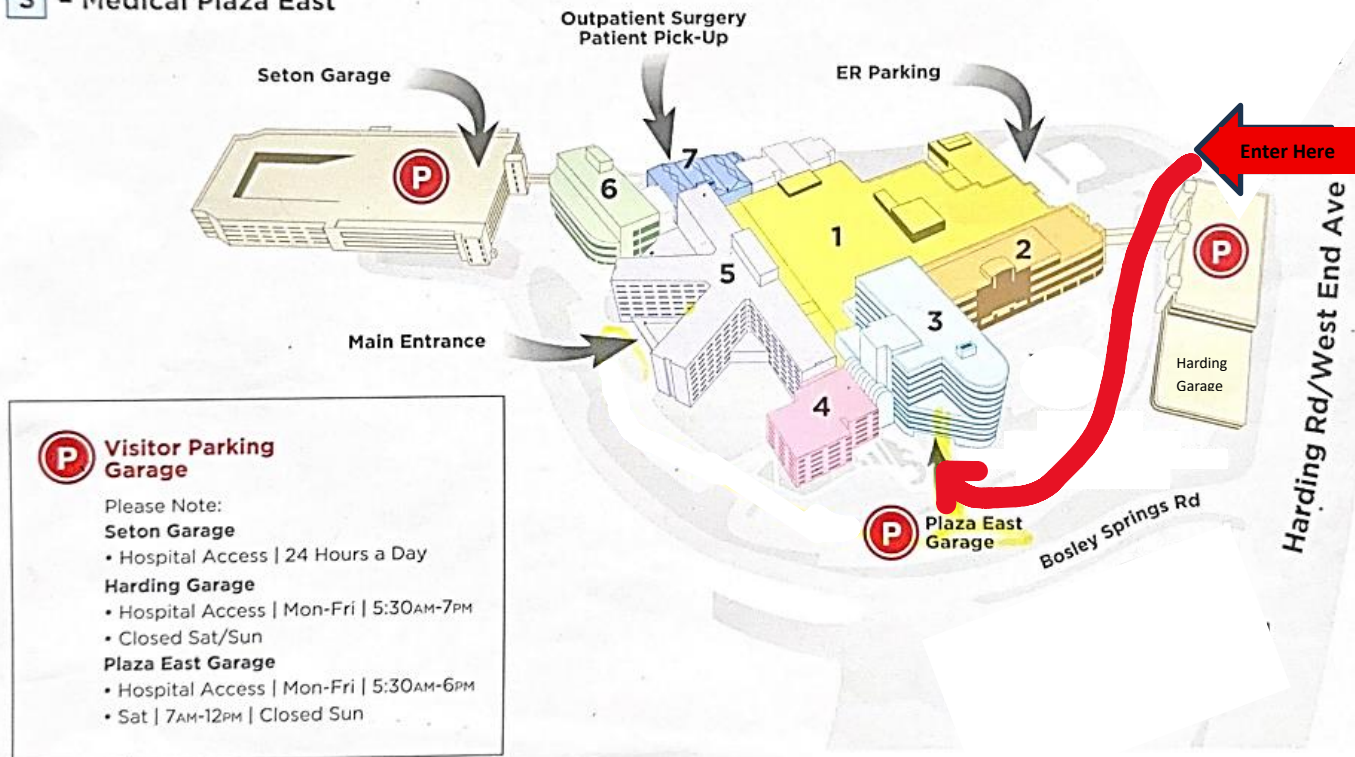 3 – Medical Plaza East
Outpatient Surgery
Patient Pick-Up
Seton Garage
ER Parking
Enter Here
P
P
7
6
1
2
5
3
4
Main Entrance
Harding
Garage
Harding Rd/West End Ave
P
Plaza East
Garage
Bosley Springs Rd
P
Visitor Parking
Garage
Please Note:
Seton Garage
• Hospital Access | 24 Hours a Day
Harding Garage
• Hospital Access | Mon-Fri | 5:30AM-7PM
• Closed Sat/Sun
Plaza East Garage
• Hospital Access | Mon-Fri | 5:30AM-6PM
• Sat | 7AM-12PM | Closed Sun